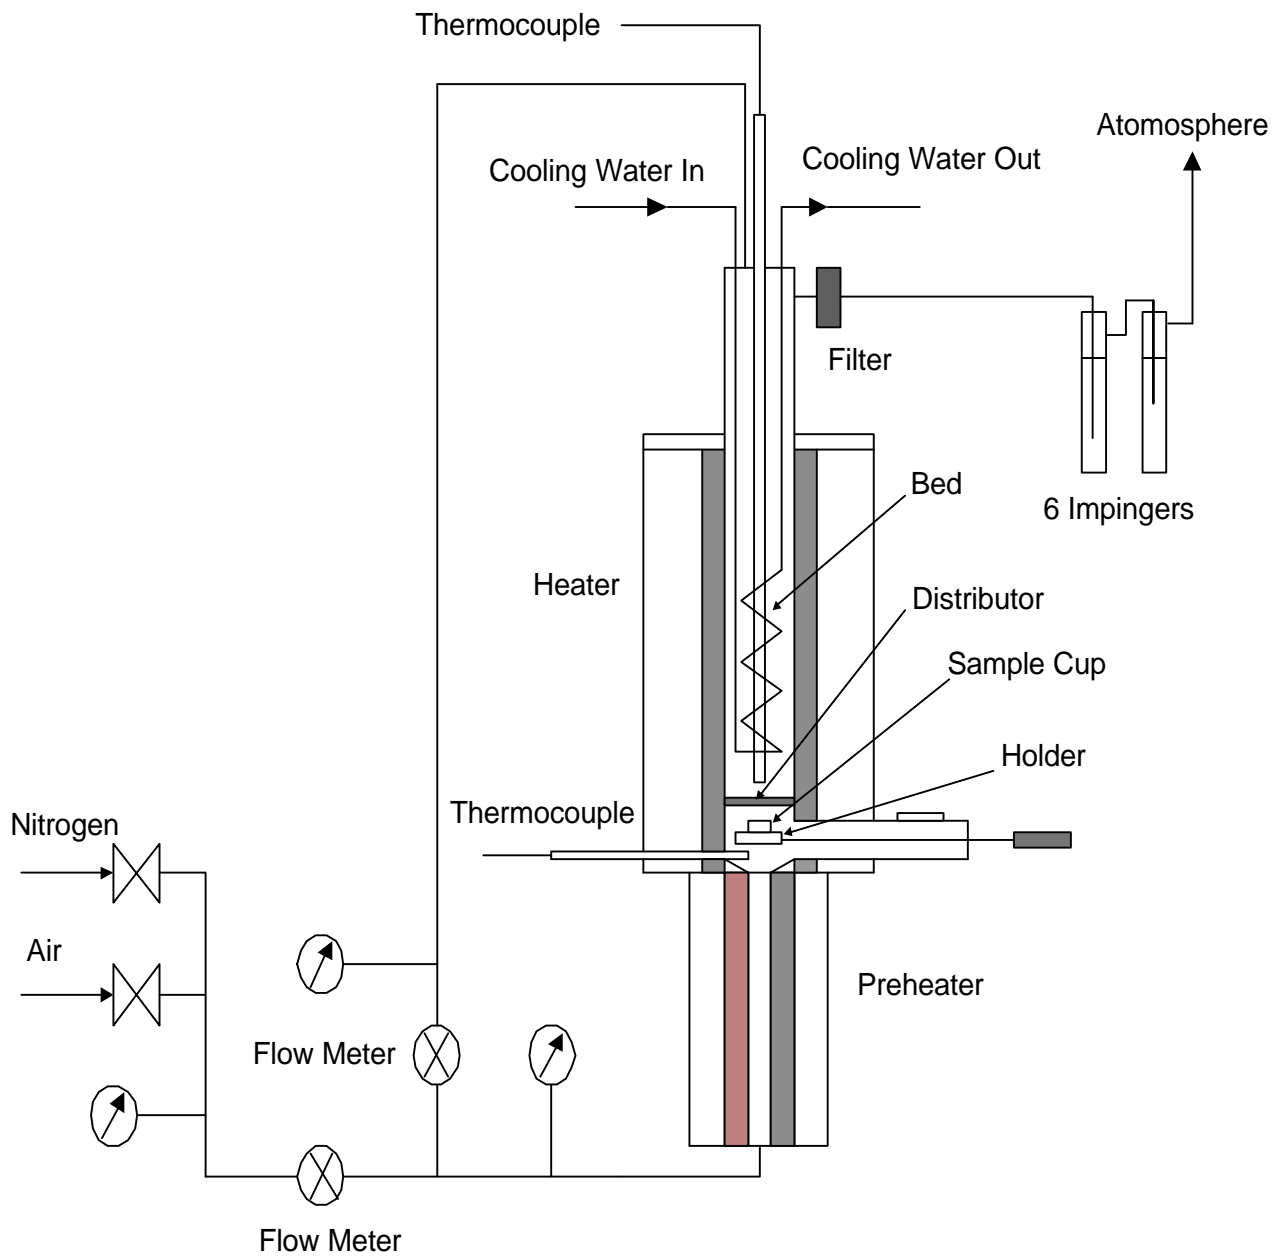 Thermocouple
Atomosphere
Cooling Water In
Cooling Water Out
Filter
Bed
6 Impingers
Heater
Distributor
Sample Cup
Holder
Thermocouple
Nitrogen
Air
Preheater
Flow Meter
Flow Meter